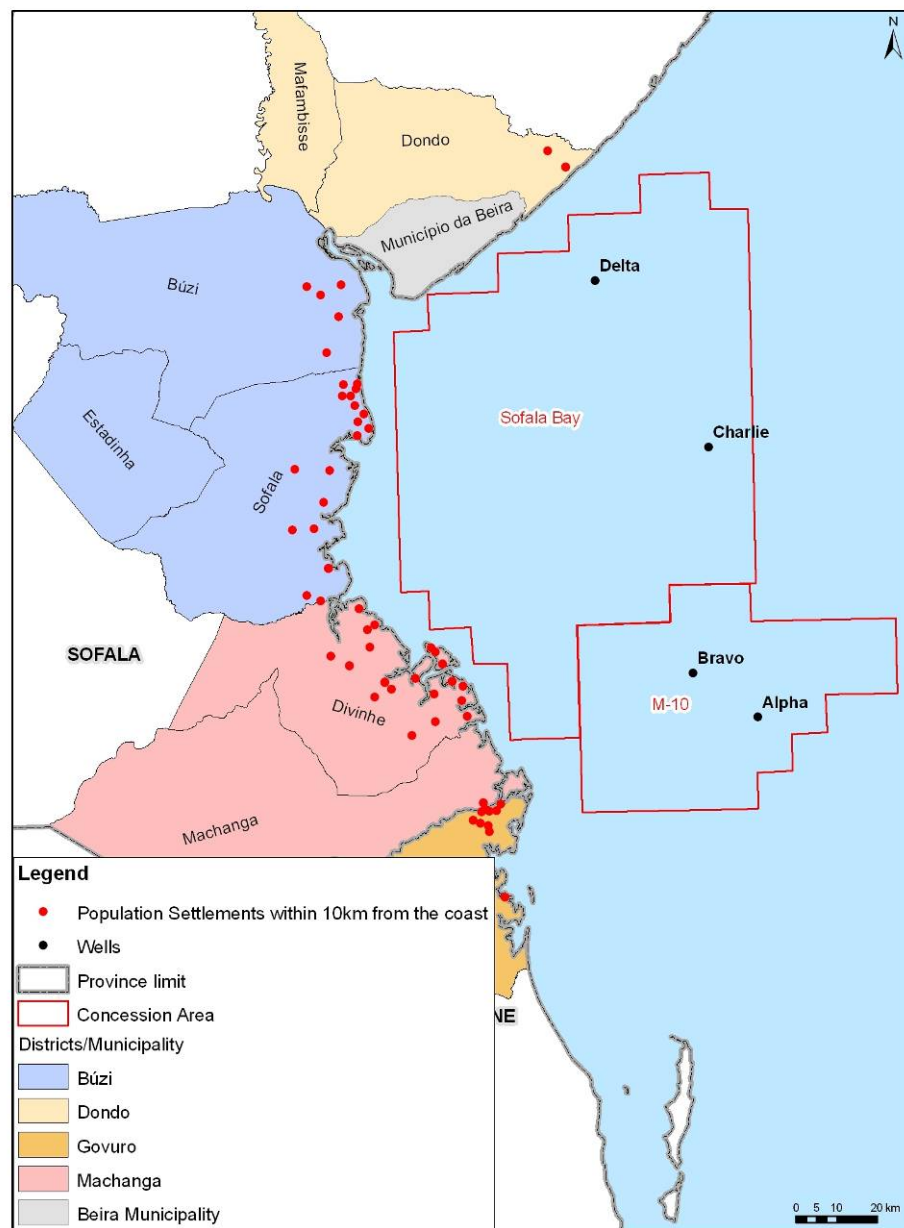 N
Mafambisse
Dondo
Município da Beira
Delta
Búzi
Sofala Bay
Charlie
Estadinha
Sofala
SOFALA
Bravo
M-10
Alpha
Divinhe
Machanga
Legend
Population Settlements within 10km from the coast
Wells
Province limit
NE
Concession Area
Districts/Municipality
Búzi
Dondo
Govuro
Machanga
Beira Municipality
0 5 10 20 km